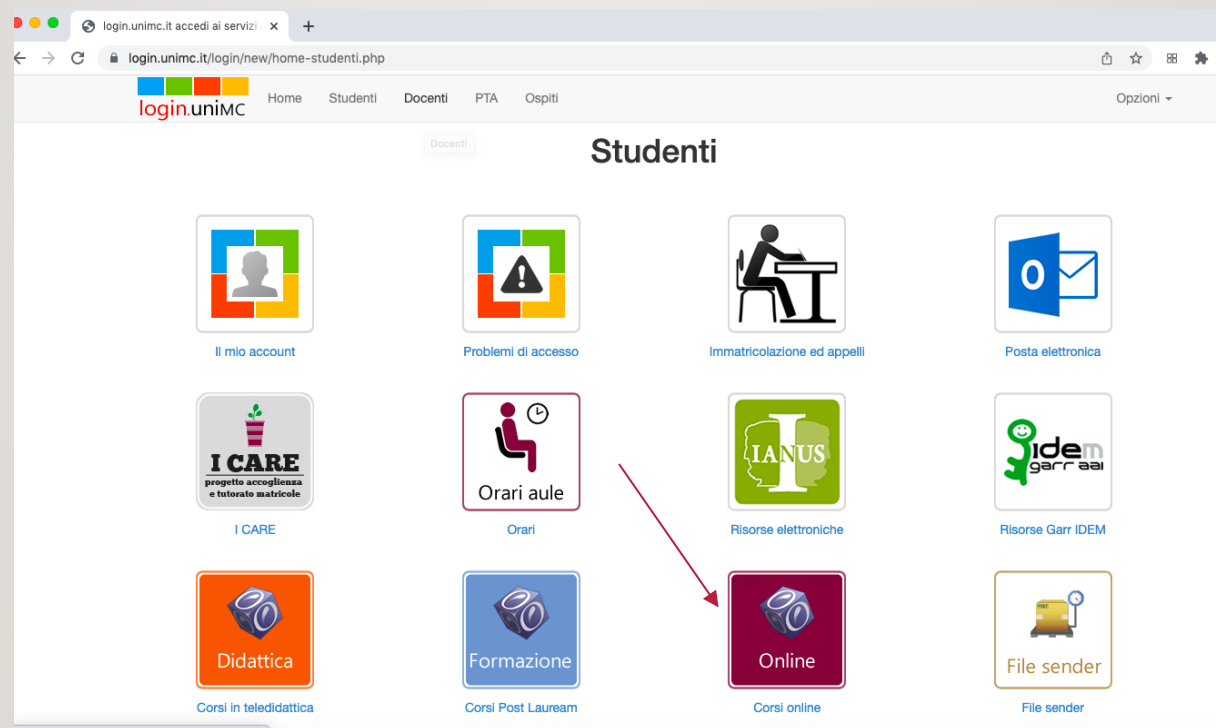 login.unimc.it accedi ai servizi
login.unimc.it/login/new/home-studenti.php
login.uniMC
Home Studenti Docenti PTA Ospiti Opzioni
Docenti
Studenti
Il mio account
Problemi di accesso
Immatricolazione ed appelli
O
Posta elettronica
I CARE
progetto accoglienza
e tutorato matricole
I CARE
Orari aule
Orari
I
IANUS
Risorse elettroniche
idem
garr aai
Risorse Garr IDEM
Didattica
Corsi in teledidattica
Formazione
Corsi Post Lauream
Online
Corsi online
File sender
File sender